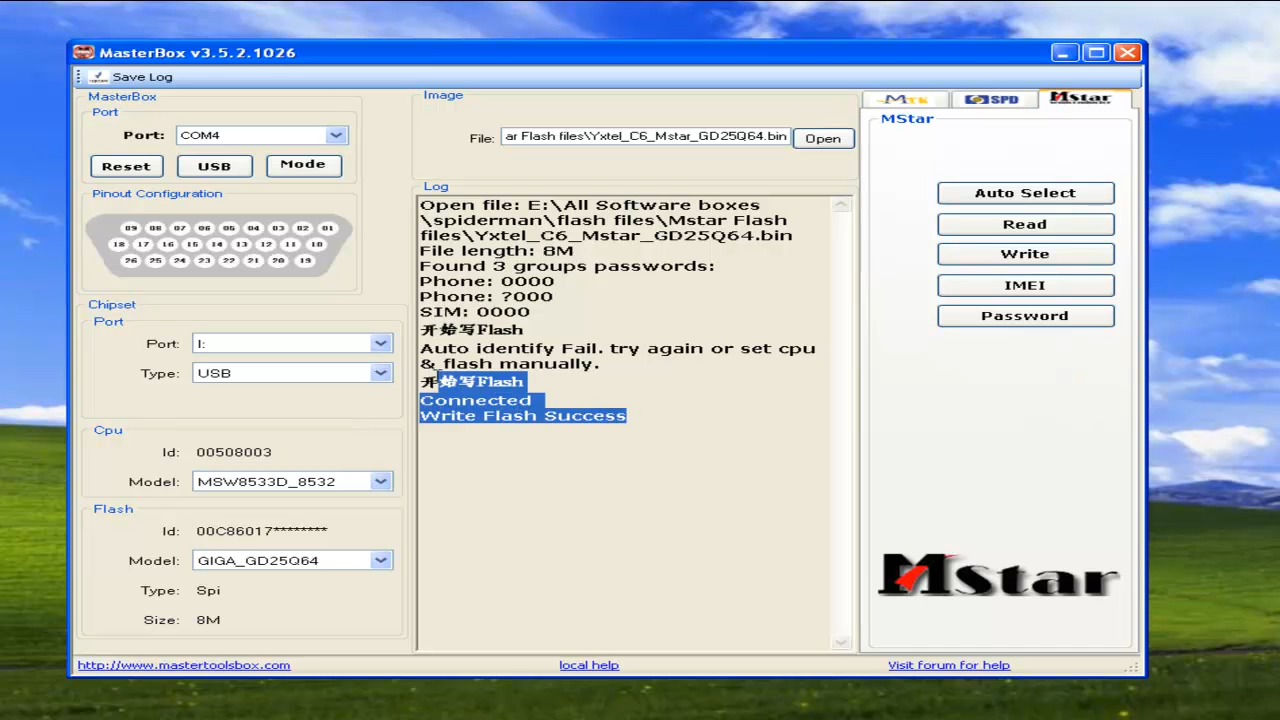 MasterBox v3.5.2.1026
Save Log
MasterBox
Port
Port: COM4
Reset USB Mode
Pinout Configuration
09 08 07 06 05 04 03 02 01
18 17 16 15 14 13 12 11 10
26 25 24 23 22 21 20 19
Chipset
Port
Port: I:
Type: USB
Cpu
Id: 00508003
Model: MSW8533D_8532
Flash
Id: 00C86017********
Model: GIGA_GD25Q64
Type: Spi
Size: 8M
Image
File: ar Flash files\Yxtel_C6_Mstar_GD25Q64.bin Open
Log
Open file: E:\All Software boxes
\spiderman\flash files\Mstar Flash
files\Yxtel_C6_Mstar_GD25Q64.bin
File length: 8M
Found 3 groups passwords:
Phone: 0000
Phone: ?000
SIM: 0000
开始写Flash
Auto identify Fail. try again or set cpu
& flash manually.
开始写Flash
Connected
Write Flash Success
MTK SPD Mstar
MStar
Auto Select
Read
Write
IMEI
Password
MStar
http://www.mastertoolsbox.com local help Visit forum for help